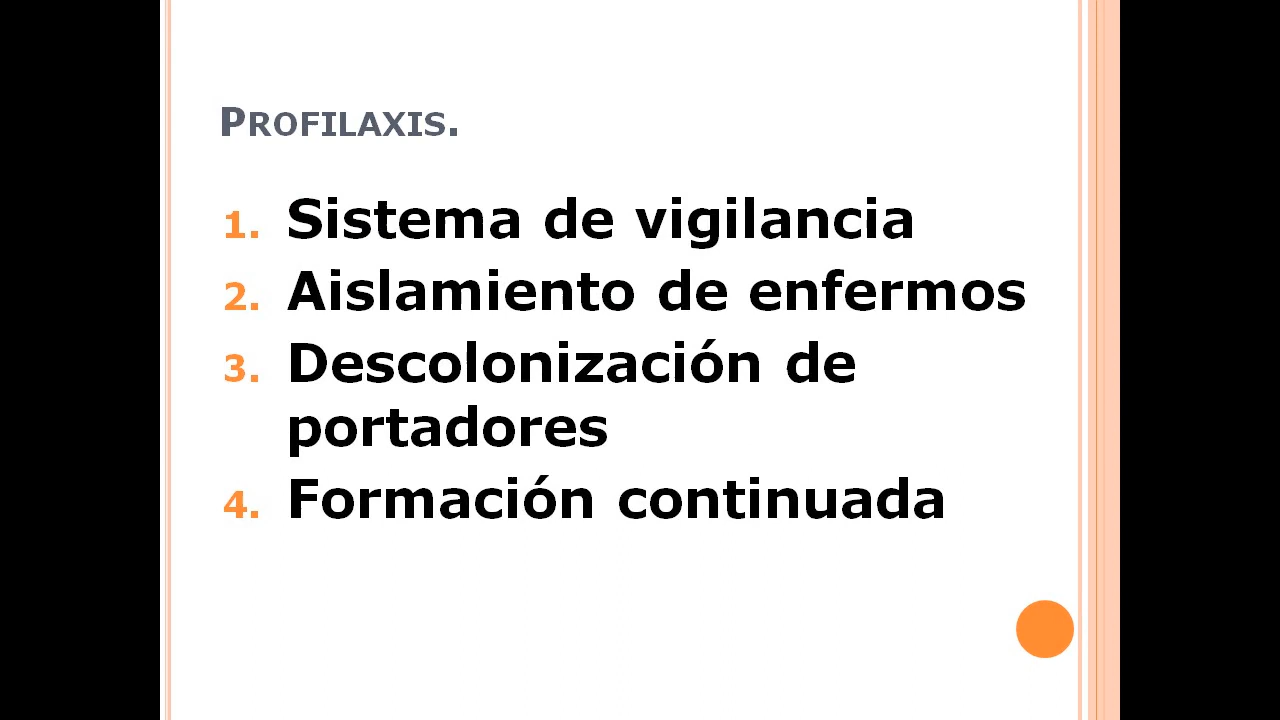 Profilaxis.
1. Sistema de vigilancia
2. Aislamiento de enfermos
3. Descolonización de
portadores
4. Formación continuada